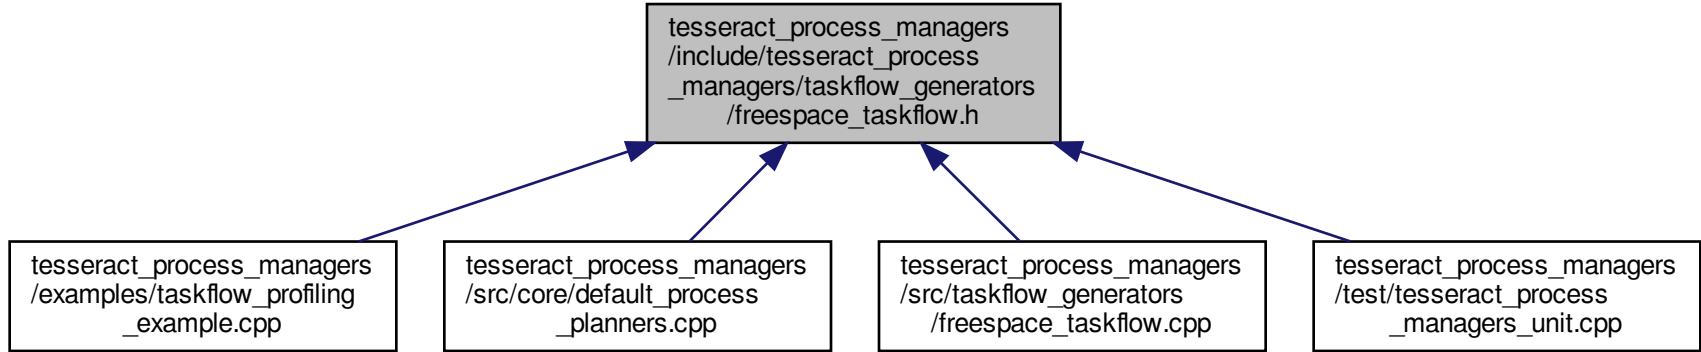 tesseract_process_managers
/include/tesseract_process
_managers/taskflow_generators
/freespace_taskflow.h
tesseract_process_managers
/examples/taskflow_profiling
_example.cpp
tesseract_process_managers
/src/core/default_process
_planners.cpp
tesseract_process_managers
/src/taskflow_generators
/freespace_taskflow.cpp
tesseract_process_managers
/test/tesseract_process
_managers_unit.cpp